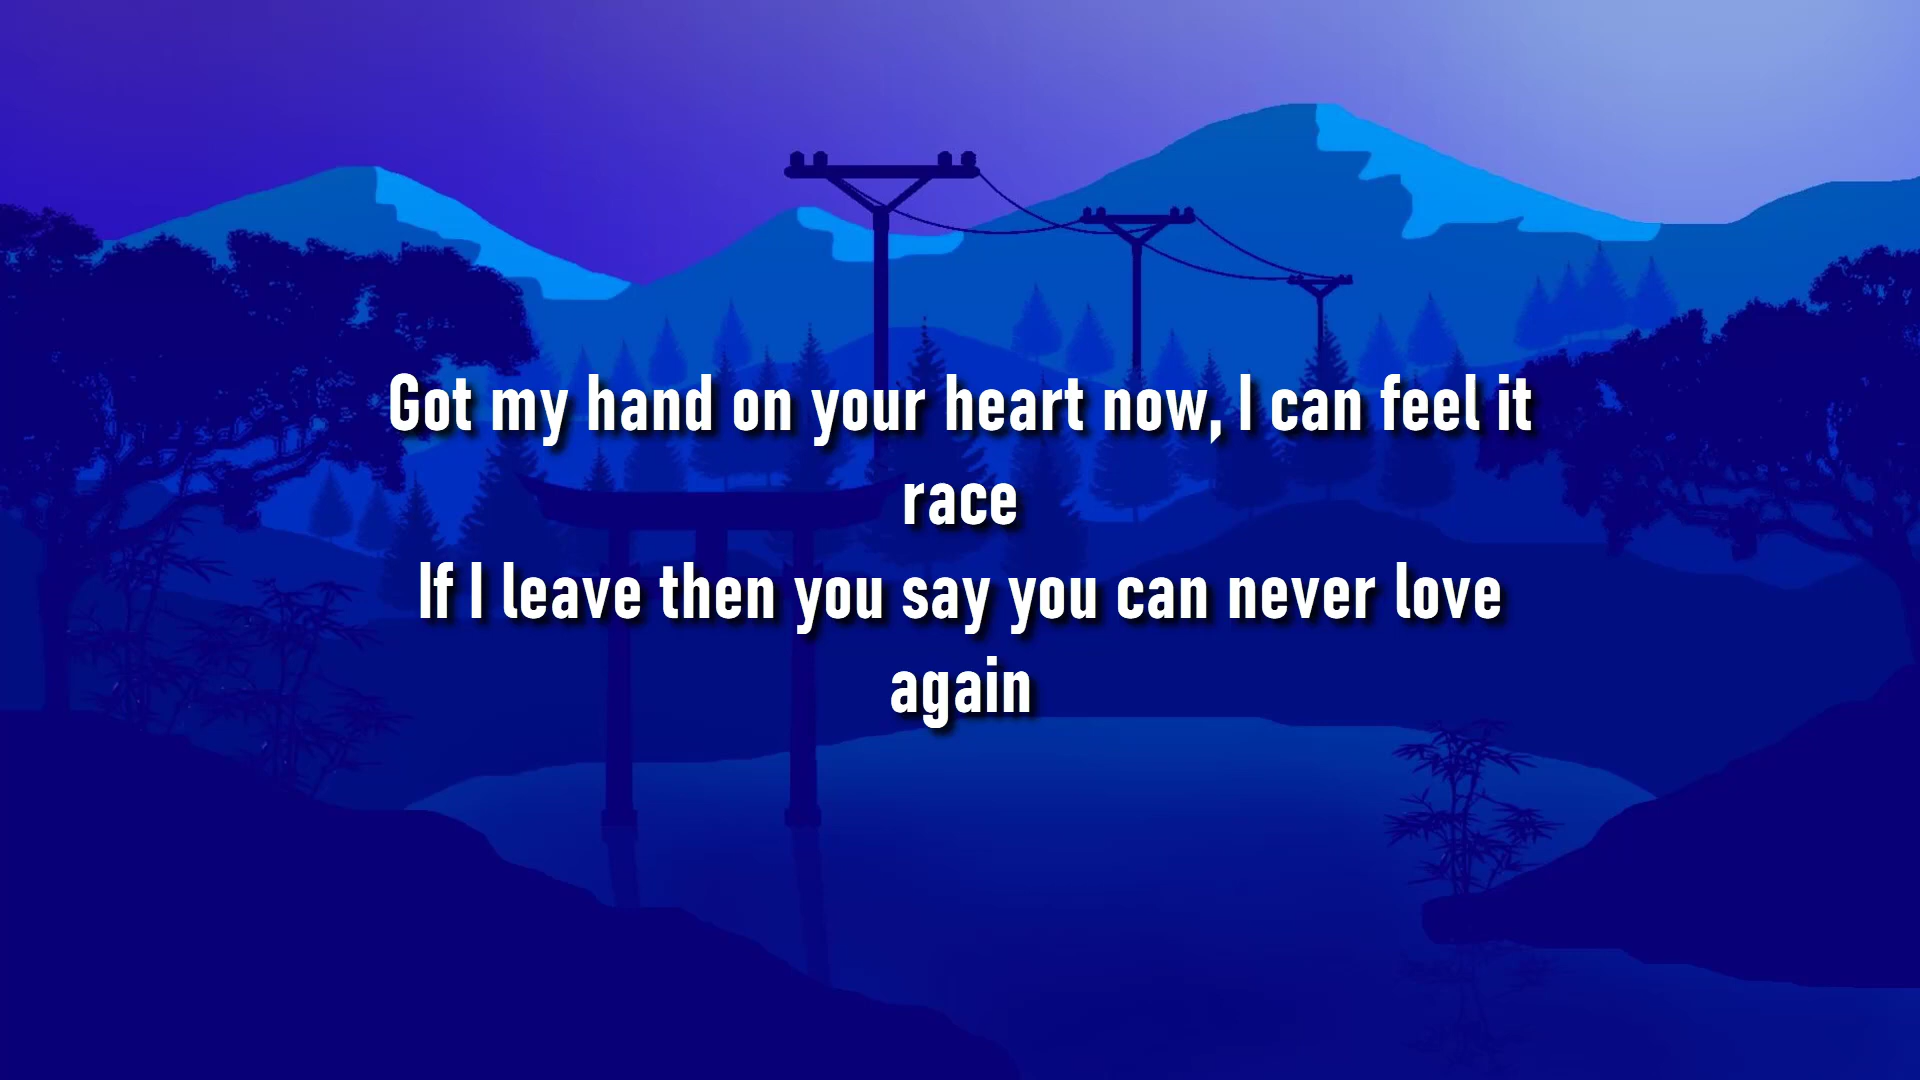 Got my hand on your heart now, I can feel it
race
If I leave then you say you can never love
again